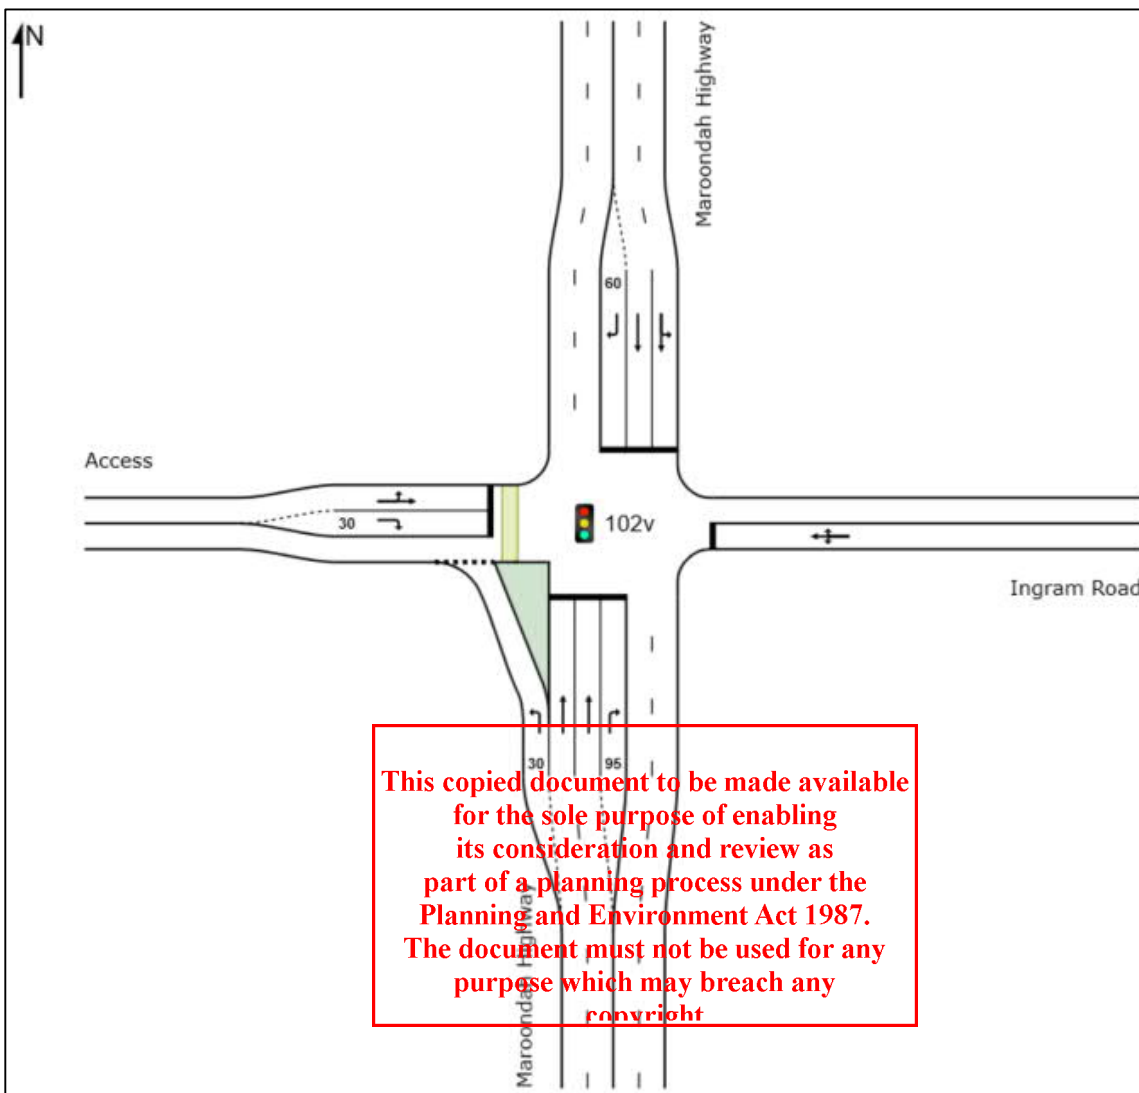 N
Maroondah Highway
60
Access
30
102v
Ingram Road
30
95
This copied document to be made available
for the sole purpose of enabling
its consideration and review as
part of a planning process under the
Planning and Environment Act 1987.
The document must not be used for any
purpose which may breach any
copyright
Maroondah Highway